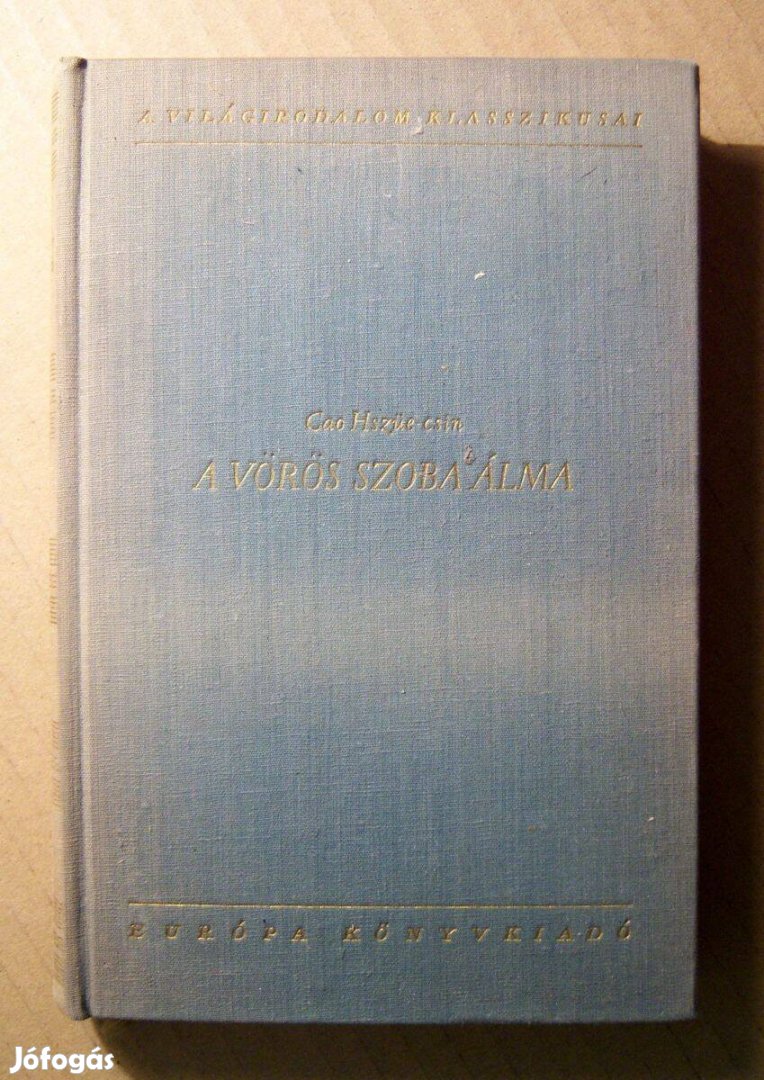 A VILÁGIRODALOM KLASSZIKUSAI
Cao Hszüe-csin
A VÖRÖS SZOBA ÁLMA
EURÓPA KÖNYVKIADÓ
Jófogás